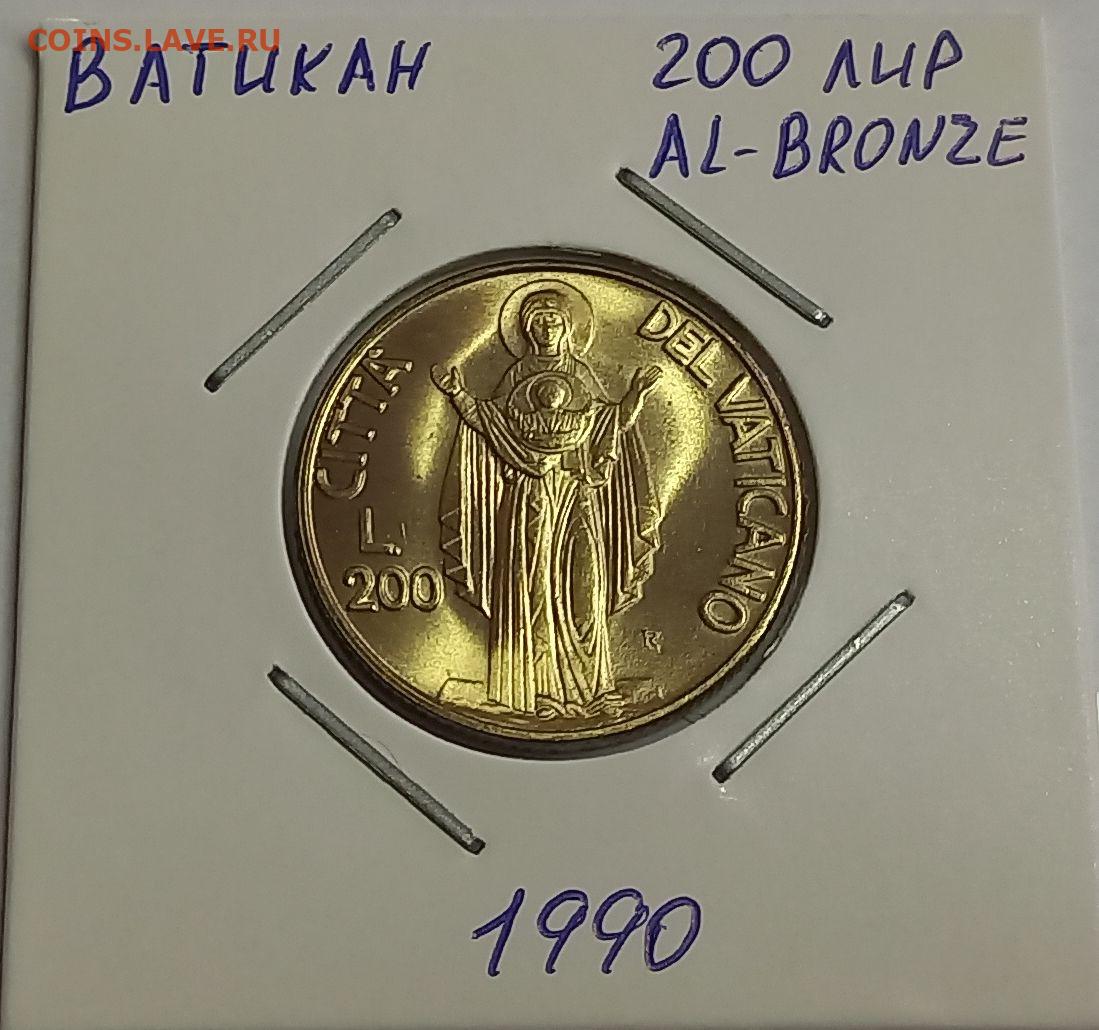 COINS.LAVE.RU
ВАТИКАН
200 ЛИР
AL-BRONZE
CITTA
DEL VATICANO
L.
200
R
1990